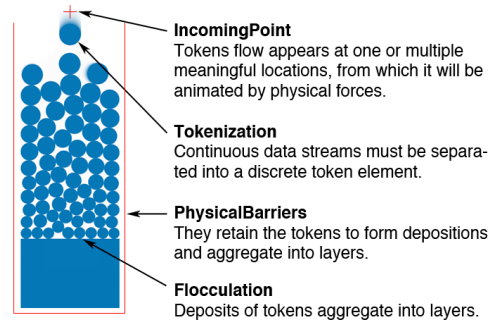 IncomingPoint
Tokens flow appears at one or multiple
meaningful locations, from which it will be
animated by physical forces.
Tokenization
Continuous data streams must be separa-
ted into a discrete token element.
PhysicalBarriers
They retain the tokens to form depositions
and aggregate into layers.
Flocculation
Deposits of tokens aggregate into layers.